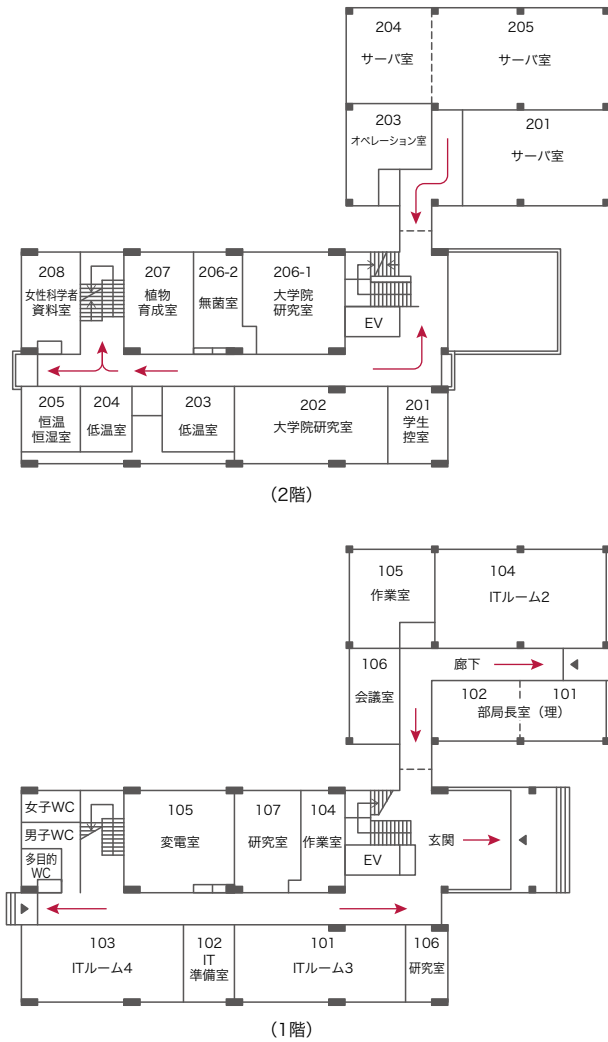 204
サーバ室
205
サーバ室
203
オペレーション室
201
サーバ室
208
女性科学者
資料室
207
植物
育成室
206-2
無菌室
206-1
大学院
研究室
EV
205
恒温
恒湿室
204
低温室
203
低温室
202
大学院研究室
201
学生
控室
（2階）
105
作業室
104
ITルーム2
106
会議室
廊下
102
101
部局長室（理）
女子WC
男子WC
多目的
WC
105
変電室
107
研究室
104
作業室
EV
玄関
103
ITルーム4
102
IT
準備室
101
ITルーム3
106
研究室
（1階）